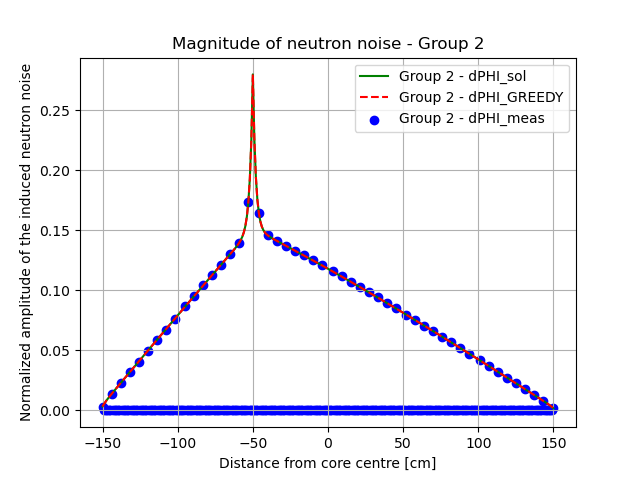 Magnitude of neutron noise - Group 2
Normalized amplitude of the induced neutron noise
0.25
0.20
0.15
0.10
0.05
0.00
Group 2 - dPHI_sol
Group 2 - dPHI_GREEDY
Group 2 - dPHI_meas
−150 −100 −50 0 50 100 150
Distance from core centre [cm]